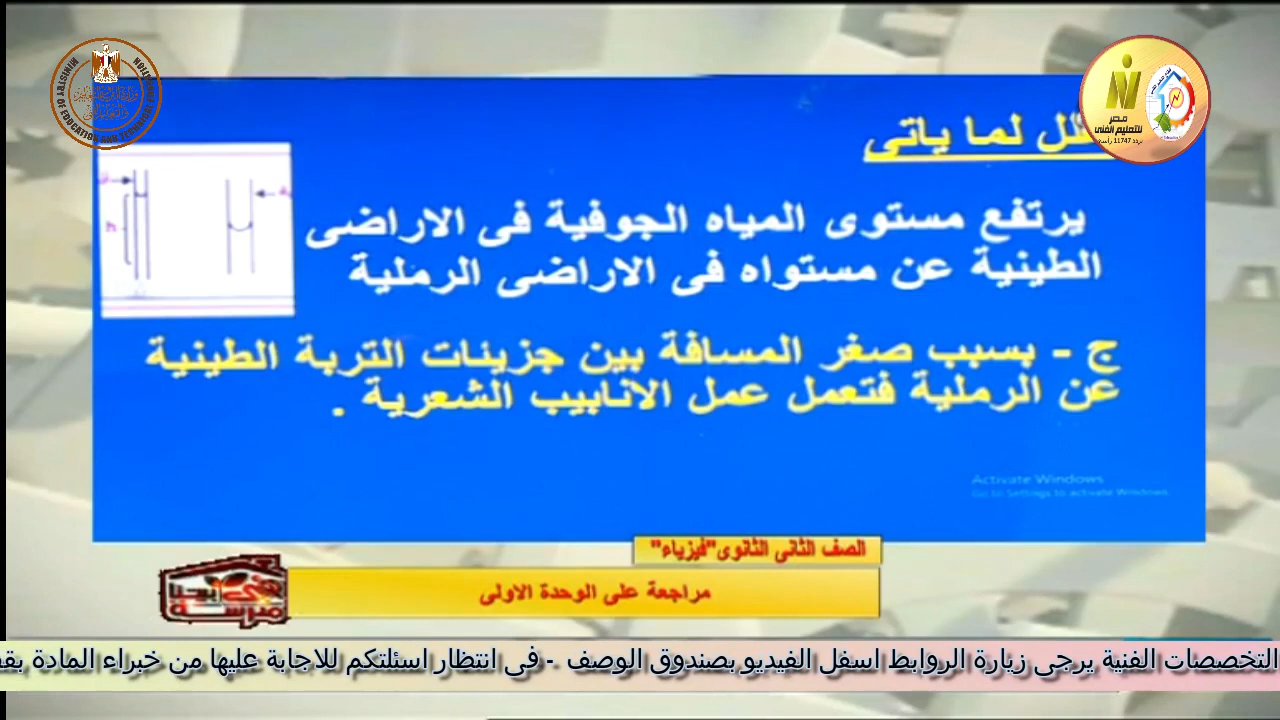 لما ياتى
يرتفع مستوى المياه الجوفية فى الاراضى
الطينية عن مستواه فى الاراضى الرملية
ج - بسبب صغر المسافة بين جزيئات التربة الطينية
عن الرملية فتعمل عمل الانابيب الشعرية .
h
Activate Windows
Go to Settings to activate Windows.
مصر
للتعليم الفنى
الصف الثانى الثانوى"فيزياء"
مراجعة على الوحدة الاولى
التخصصات الفنية يرجى زيارة الروابط اسفل الفيديو بصندوق الوصف - فى انتظار اسئلتكم للاجابة عليها من خبراء المادة